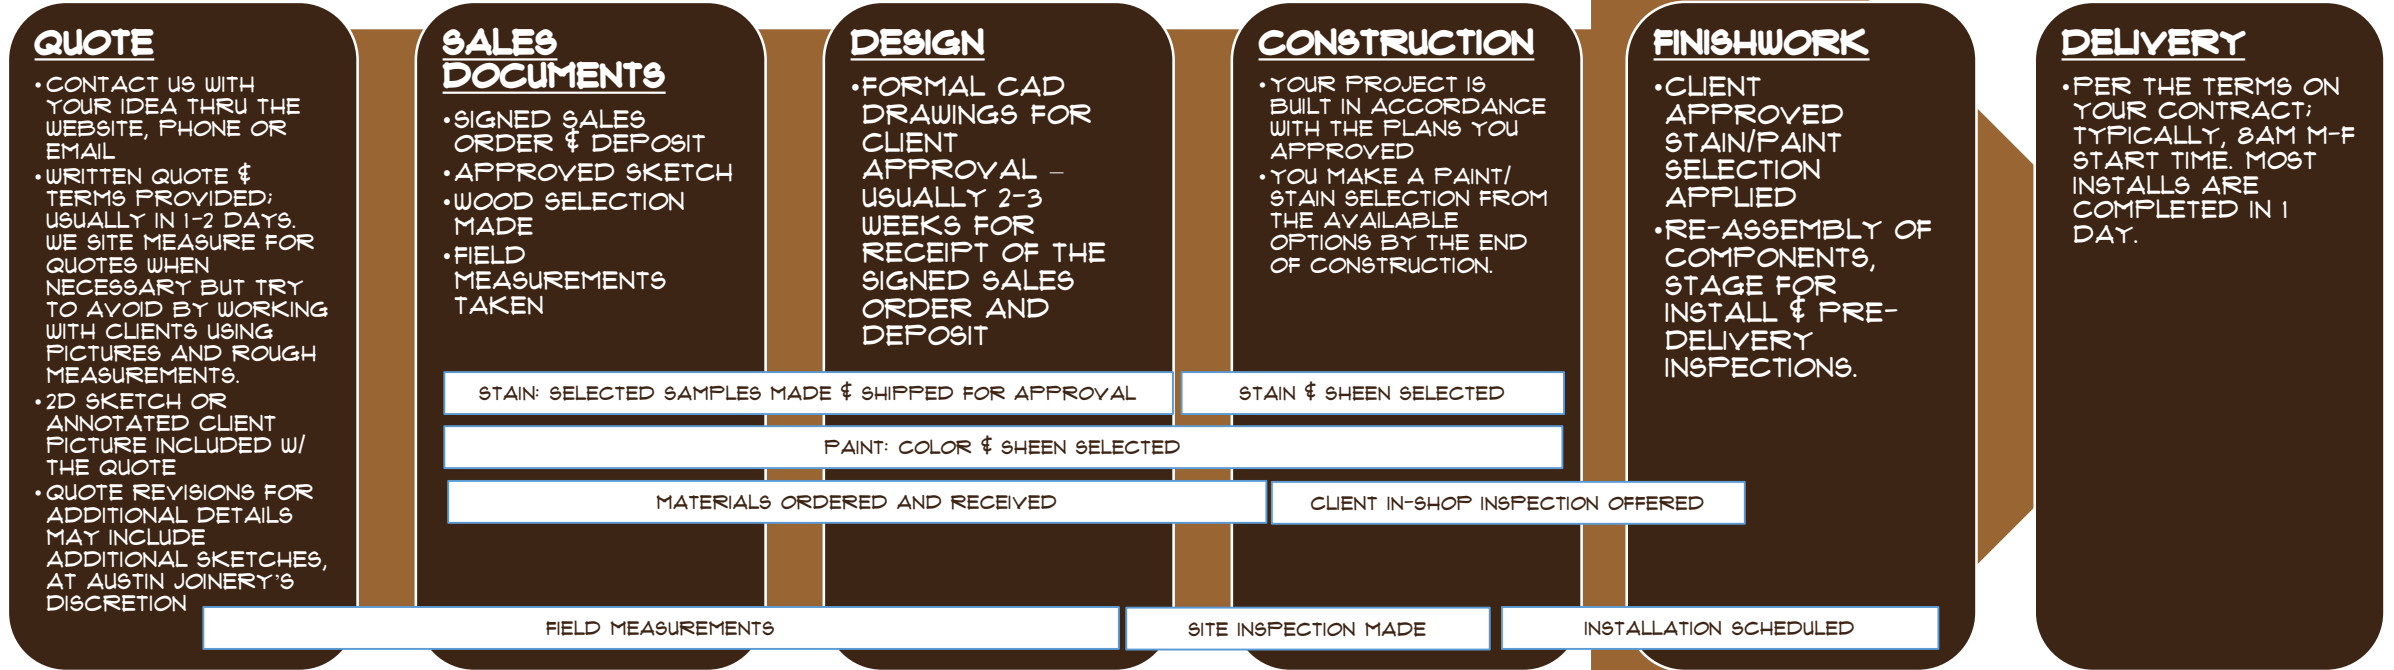 QUOTE
• CONTACT US WITH
YOUR IDEA THRU THE
WEBSITE, PHONE OR
EMAIL
• WRITTEN QUOTE &
TERMS PROVIDED;
USUALLY IN 1-2 DAYS.
WE SITE MEASURE FOR
QUOTES WHEN
NECESSARY BUT TRY
TO AVOID BY WORKING
WITH CLIENTS USING
PICTURES AND ROUGH
MEASUREMENTS.
• 2D SKETCH OR
ANNOTATED CLIENT
PICTURE INCLUDED W/
THE QUOTE
• QUOTE REVISIONS FOR
ADDITIONAL DETAILS
MAY INCLUDE
ADDITIONAL SKETCHES,
AT AUSTIN JOINERY'S
DISCRETION
SALES
DOCUMENTS
• SIGNED SALES
ORDER & DEPOSIT
• APPROVED SKETCH
• WOOD SELECTION
MADE
• FIELD
MEASUREMENTS
TAKEN
DESIGN
• FORMAL CAD
DRAWINGS FOR
CLIENT
APPROVAL –
USUALLY 2-3
WEEKS FOR
RECEIPT OF THE
SIGNED SALES
ORDER AND
DEPOSIT
CONSTRUCTION
• YOUR PROJECT IS
BUILT IN ACCORDANCE
WITH THE PLANS YOU
APPROVED
• YOU MAKE A PAINT/
STAIN SELECTION FROM
THE AVAILABLE
OPTIONS BY THE END
OF CONSTRUCTION.
FINISHWORK
• CLIENT
APPROVED
STAIN/PAINT
SELECTION
APPLIED
• RE-ASSEMBLY OF
COMPONENTS,
STAGE FOR
INSTALL & PRE-
DELIVERY
INSPECTIONS.
DELIVERY
• PER THE TERMS ON
YOUR CONTRACT;
TYPICALLY, 8AM M-F
START TIME. MOST
INSTALLS ARE
COMPLETED IN 1
DAY.
STAIN: SELECTED SAMPLES MADE & SHIPPED FOR APPROVAL
STAIN & SHEEN SELECTED
PAINT: COLOR & SHEEN SELECTED
MATERIALS ORDERED AND RECEIVED
CLIENT IN-SHOP INSPECTION OFFERED
FIELD MEASUREMENTS
SITE INSPECTION MADE
INSTALLATION SCHEDULED